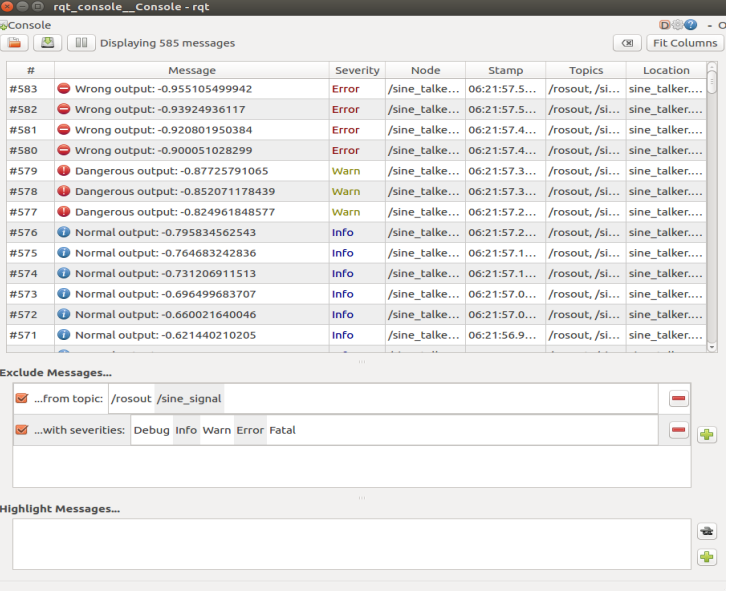 rqt_console__Console - rqt
Console
D - O
Displaying 585 messages Fit Columns
# Message Severity Node Stamp Topics Location
#583 Wrong output: -0.955105499942 Error /sine_talke... 06:21:57.5... /rosout, /si... sine_talker....
#582 Wrong output: -0.93924936117 Error /sine_talke... 06:21:57.5... /rosout, /si... sine_talker....
#581 Wrong output: -0.920801950384 Error /sine_talke... 06:21:57.4... /rosout, /si... sine_talker....
#580 Wrong output: -0.900051028299 Error /sine_talke... 06:21:57.4... /rosout, /si... sine_talker....
#579 Dangerous output: -0.87725791065 Warn /sine_talke... 06:21:57.3... /rosout, /si... sine_talker....
#578 Dangerous output: -0.852071178439 Warn /sine_talke... 06:21:57.3... /rosout, /si... sine_talker....
#577 Dangerous output: -0.824961848577 Warn /sine_talke... 06:21:57.2... /rosout, /si... sine_talker....
#576 Normal output: -0.795834562543 Info /sine_talke... 06:21:57.2... /rosout, /si... sine_talker....
#575 Normal output: -0.764683242836 Info /sine_talke... 06:21:57.1... /rosout, /si... sine_talker....
#574 Normal output: -0.731206911513 Info /sine_talke... 06:21:57.1... /rosout, /si... sine_talker....
#573 Normal output: -0.696499683707 Info /sine_talke... 06:21:57.0... /rosout, /si... sine_talker....
#572 Normal output: -0.660021640046 Info /sine_talke... 06:21:57.0... /rosout, /si... sine_talker....
#571 Normal output: -0.621440210205 Info /sine_talke... 06:21:56.9... /rosout, /si... sine_talker....
Exclude Messages...
...from topic: /rosout /sine_signal
...with severities: Debug Info Warn Error Fatal
Highlight Messages...